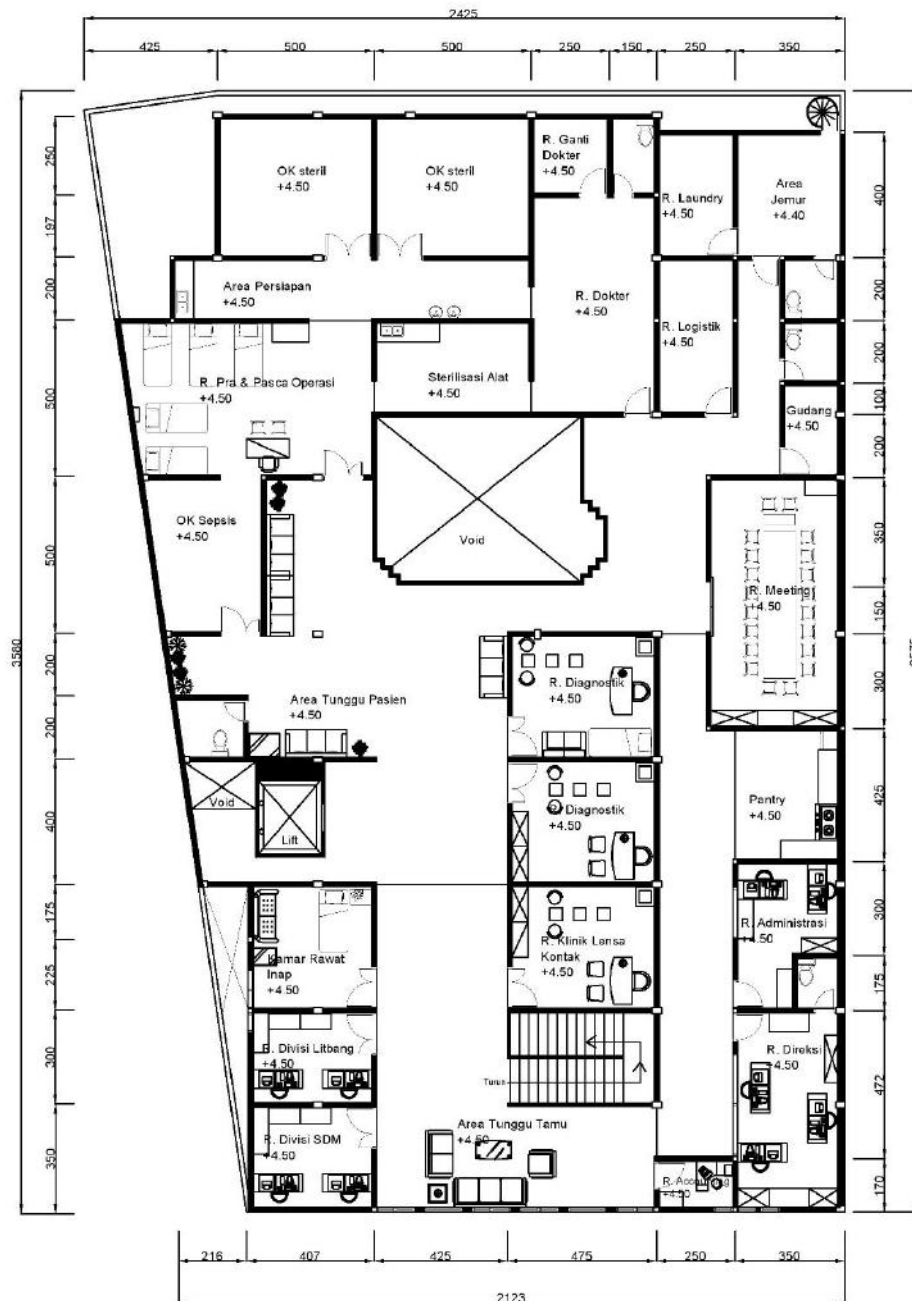 2425
425
500
500
250
150
250
350
3580
250
197
200
500
500
200
200
400
175
225
300
350
400
200
200
100
200
350
150
300
425
300
175
472
170
OK steril
+4.50
OK steril
+4.50
R. Ganti
Dokter
+4.50
R. Laundry
+4.50
Area
Jemur
+4.40
Area Persiapan
+4.50
R. Dokter
+4.50
R. Logistik
+4.50
R. Pra & Pasca Operasi
+4.50
Sterilisasi Alat
+4.50
Gudang
+4.50
OK Sepsis
+4.50
Void
R. Meeting
+4.50
Area Tunggu Pasien
+4.50
R. Diagnostik
+4.50
Void
Lift
R. Diagnostik
+4.50
Pantry
+4.50
Kamar Rawat
Inap
+4.50
R. Klinik Lensa
Kontak
+4.50
R. Administrasi
+4.50
R. Divisi Litbang
+4.50
Turun
R. Direksi
+4.50
R. Divisi SDM
+4.50
Area Tunggu Tamu
+4.50
R. Accounting
+4.50
216
407
425
475
250
350
2123